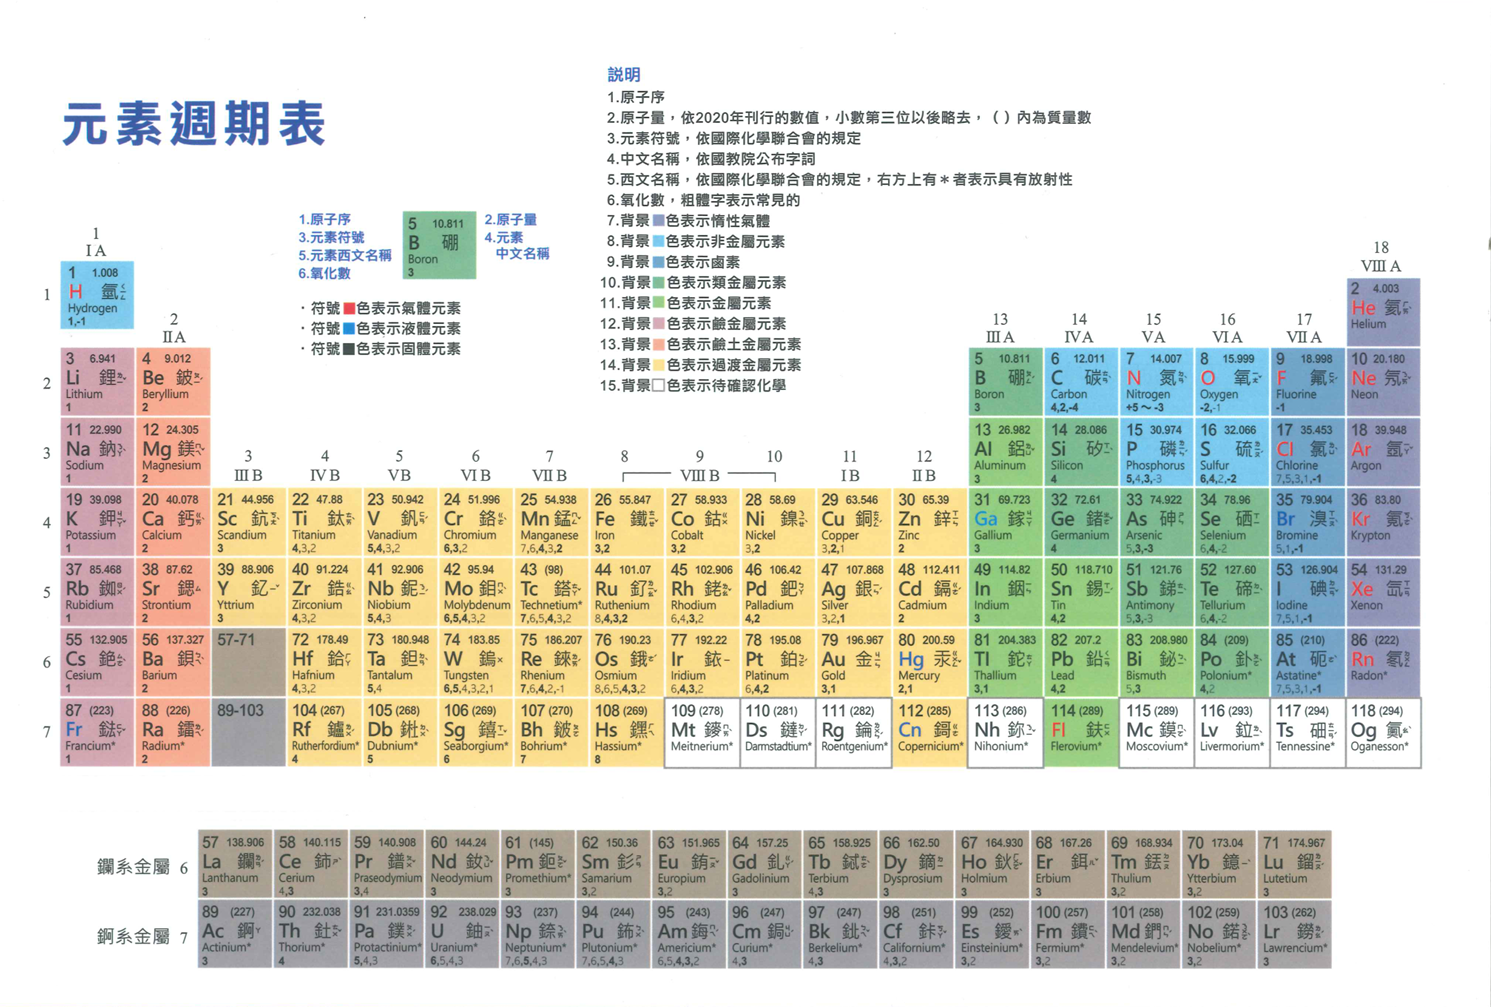 元素週期表
説明
1.原子序
2.原子量，依2020年刊行的數值，小數第三位以後略去，（ ）內為質量數
3.元素符號，依國際化學聯合會的規定
4.中文名稱，依國教院公布字詞
5.西文名稱，依國際化學聯合會的規定，右方上有＊者表示具有放射性
6.氧化數，粗體字表示常見的
7.背景 色表示惰性氣體
8.背景 色表示非金屬元素
9.背景 色表示鹵素
10.背景 色表示類金屬元素
11.背景 色表示金屬元素
12.背景 色表示鹼金屬元素
13.背景 色表示鹼土金屬元素
14.背景 色表示過渡金屬元素
15.背景 色表示待確認化學
1.原子序
3.元素符號
5.元素西文名稱
6.氧化數
5 10.811
B 硼
Boron
3
2.原子量
4.元素
中文名稱
・符號 色表示氣體元素
・符號 色表示液體元素
・符號 色表示固體元素
1 18
I A VIII A
1
1 1.008 2 4.003
H 氫 He 氦
Hydrogen Helium
1,-1
2 13 14 15 16 17
II A III A IV A V A VI A VII A
2
3 6.941 4 9.012 5 10.811 6 12.011 7 14.007 8 15.999 9 18.998 10 20.180
Li 鋰 Be 鈹 B 硼 C 碳 N 氮 O 氧 F 氟 Ne 氖
Lithium Beryllium Boron Carbon Nitrogen Oxygen Fluorine Neon
1 2 3 4,2,-4 +5～-3 -2,-1 -1
3
11 22.990 12 24.305 13 26.982 14 28.086 15 30.974 16 32.066 17 35.453 18 39.948
Na 鈉 Mg 鎂 Al 鋁 Si 矽 P 磷 S 硫 Cl 氯 Ar 氬
Sodium Magnesium Aluminum Silicon Phosphorus Sulfur Chlorine Argon
1 2 3 4 5,4,3,-3 6,4,2,-2 7,5,3,1,-1
3 4 5 6 7 8 9 10 11 12
III B IV B V B VI B VII B VIII B I B II B
4
19 39.098 20 40.078 21 44.956 22 47.88 23 50.942 24 51.996 25 54.938 26 55.847 27 58.933 28 58.69 29 63.546 30 65.39 31 69.723 32 72.61 33 74.922 34 78.96 35 79.904 36 83.80
K 鉀 Ca 鈣 Sc 鈧 Ti 鈦 V 釩 Cr 鉻 Mn 錳 Fe 鐵 Co 鈷 Ni 鎳 Cu 銅 Zn 鋅 Ga 鎵 Ge 鍺 As 砷 Se 硒 Br 溴 Kr 氪
Potassium Calcium Scandium Titanium Vanadium Chromium Manganese Iron Cobalt Nickel Copper Zinc Gallium Germanium Arsenic Selenium Bromine Krypton
1 2 3 4,3,2 5,4,3,2 6,3,2 7,6,4,3,2 3,2 3,2 3,2 3,2,1 2 3 4 5,3,-3 6,4,-2 5,1,-1
5
37 85.468 38 87.62 39 88.906 40 91.224 41 92.906 42 95.94 43 (98) 44 101.07 45 102.906 46 106.42 47 107.868 48 112.411 49 114.82 50 118.710 51 121.76 52 127.60 53 126.904 54 131.29
Rb 銣 Sr 鍶 Y 釔 Zr 鋯 Nb 鈮 Mo 鉬 Tc 鎝 Ru 釕 Rh 銠 Pd 鈀 Ag 銀 Cd 鎘 In 銦 Sn 錫 Sb 銻 Te 碲 I 碘 Xe 氙
Rubidium Strontium Yttrium Zirconium Niobium Molybdenum Technetium* Ruthenium Rhodium Palladium Silver Cadmium Indium Tin Antimony Tellurium Iodine Xenon
1 2 3 4,3,2 5,4,3 6,5,4,3,2 7,6,5,4,3,2 8,4,3,2 6,4,3,2 4,2 3,2,1 2 3 4,2 5,3,-3 6,4,-2 7,5,1,-1
6
55 132.905 56 137.327 57-71 72 178.49 73 180.948 74 183.85 75 186.207 76 190.23 77 192.22 78 195.08 79 196.967 80 200.59 81 204.383 82 207.2 83 208.980 84 (209) 85 (210) 86 (222)
Cs 銫 Ba 鋇 Hf 鉿 Ta 鉭 W 鎢 Re 錸 Os 鋨 Ir 銥 Pt 鉑 Au 金 Hg 汞 Tl 鉈 Pb 鉛 Bi 鉍 Po 釙 At 砈 Rn 氡
Cesium Barium Hafnium Tantalum Tungsten Rhenium Osmium Iridium Platinum Gold Mercury Thallium Lead Bismuth Polonium* Astatine* Radon*
1 2 4,3,2 5,4 6,5,4,3,2,1 7,6,4,2,-1 8,6,5,4,3,2 6,4,3,2 6,4,2 3,1 2,1 3,1 4,2 5,3 4,2 7,5,3,1,-1
7
87 (223) 88 (226) 89-103 104 (267) 105 (268) 106 (269) 107 (270) 108 (269) 109 (278) 110 (281) 111 (282) 112 (285) 113 (286) 114 (289) 115 (289) 116 (293) 117 (294) 118 (294)
Fr 鍅 Ra 鐳 Rf 鑪 Db 𨧀 Sg 𨭎 Bh 𨨏 Hs 𨭆 Mt 䥑 Ds 鐽 Rg 錀 Cn 鎶 Nh 鉨 Fl 鈇 Mc 鏌 Lv 鉝 Ts 鿬 Og 鿫
Francium* Radium* Rutherfordium* Dubnium* Seaborgium* Bohrium* Hassium* Meitnerium* Darmstadtium* Roentgenium* Copernicium* Nihonium* Flerovium* Moscovium* Livermorium* Tennessine* Oganesson*
1 2 4 5 6 7 8
鑭系金屬 6
57 138.906 58 140.115 59 140.908 60 144.24 61 (145) 62 150.36 63 151.965 64 157.25 65 158.925 66 162.50 67 164.930 68 167.26 69 168.934 70 173.04 71 174.967
La 鑭 Ce 鈰 Pr 鐠 Nd 釹 Pm 鉕 Sm 釤 Eu 銪 Gd 釓 Tb 鋱 Dy 鏑 Ho 鈥 Er 鉺 Tm 銩 Yb 鐿 Lu 鎦
Lanthanum Cerium Praseodymium Neodymium Promethium* Samarium Europium Gadolinium Terbium Dysprosium Holmium Erbium Thulium Ytterbium Lutetium
3 4,3 3,4 3 3 3,2 3,2 3 4,3 3 3 3 3,2 3,2 3
錒系金屬 7
89 (227) 90 232.038 91 231.0359 92 238.029 93 (237) 94 (244) 95 (243) 96 (247) 97 (247) 98 (251) 99 (252) 100 (257) 101 (258) 102 (259) 103 (262)
Ac 錒 Th 釷 Pa 鏷 U 鈾 Np 錼 Pu 鈽 Am 鋂 Cm 鋦 Bk 鉳 Cf 鉲 Es 鑀 Fm 鐨 Md 鍆 No 鍩 Lr 鐒
Actinium* Thorium* Protactinium* Uranium* Neptunium* Plutonium* Americium* Curium* Berkelium* Californium* Einsteinium* Fermium* Mendelevium* Nobelium* Lawrencium*
3 4 5,4,3 6,5,4,3 7,6,5,4,3 7,6,5,4,3 6,5,4,3,2 4,3 4,3 4,3,2 3,2 3,2 3,2 3,2 3